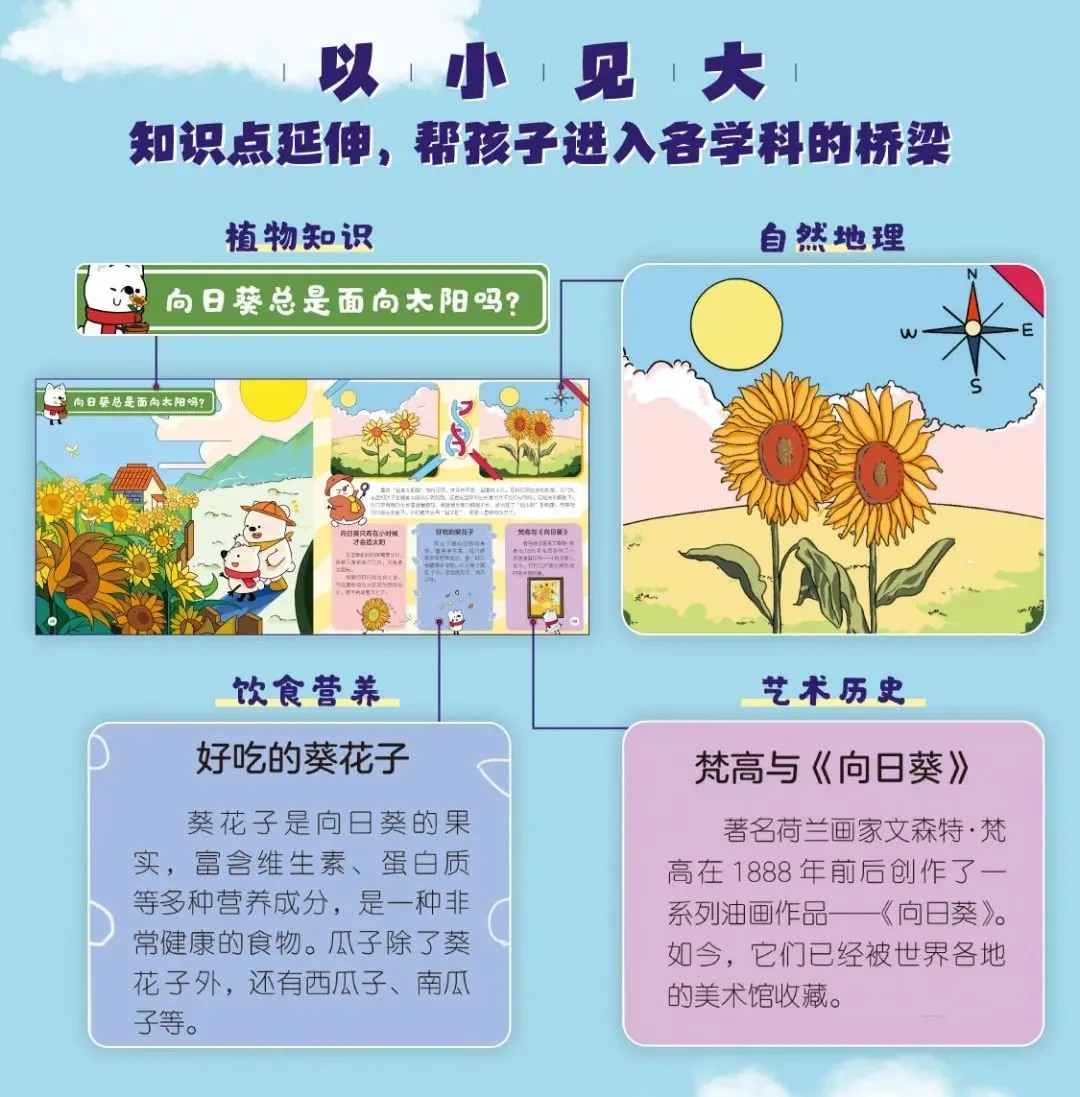 以小见大
知识点延伸，帮孩子进入各学科的桥梁
植物知识
自然地理
向日葵总是面向太阳吗?
N
W
E
S
向日葵总是面向太阳吗?
向日葵只有在小时候
才会追太阳
好吃的葵花子
梵高与《向日葵》
饮食营养
艺术历史
好吃的葵花子
葵花子是向日葵的果
实，富含维生素、蛋白质
等多种营养成分，是一种非
常健康的食物。瓜子除了葵
花子外，还有西瓜子、南瓜
子等。
梵高与《向日葵》
著名荷兰画家文森特·梵
高在1888年前后创作了一
系列油画作品——《向日葵》。
如今，它们已经被世界各地
的美术馆收藏。